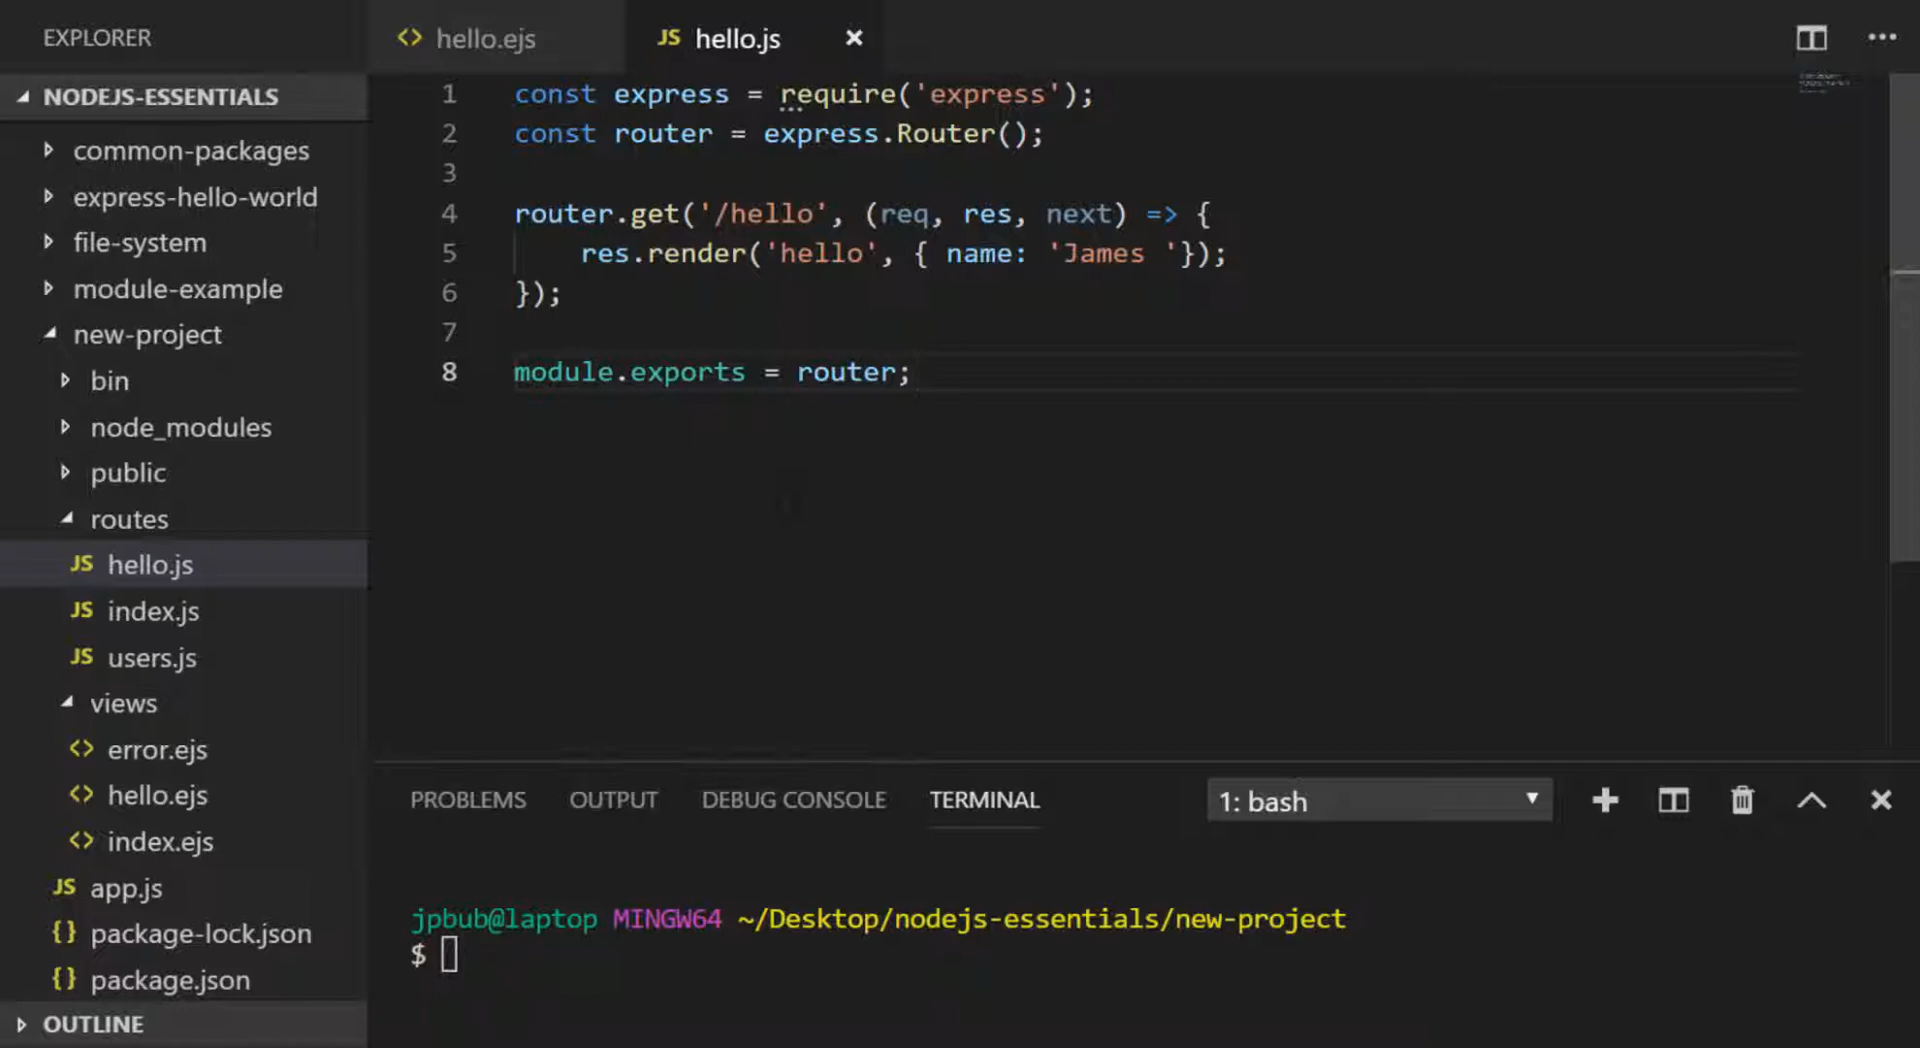 EXPLORER
NODEJS-ESSENTIALS
common-packages
express-hello-world
file-system
module-example
new-project
bin
node_modules
public
routes
JS hello.js
JS index.js
JS users.js
views
<> error.ejs
<> hello.ejs
<> index.ejs
JS app.js
{} package-lock.json
{} package.json
OUTLINE
<> hello.ejs
JS hello.js ×
1 const express = require('express');
2 const router = express.Router();
3
4 router.get('/hello', (req, res, next) => {
5     res.render('hello', { name: 'James '});
6 });
7
8 module.exports = router;
PROBLEMS OUTPUT DEBUG CONSOLE TERMINAL 1: bash
jpbub@laptop MINGW64 ~/Desktop/nodejs-essentials/new-project
$